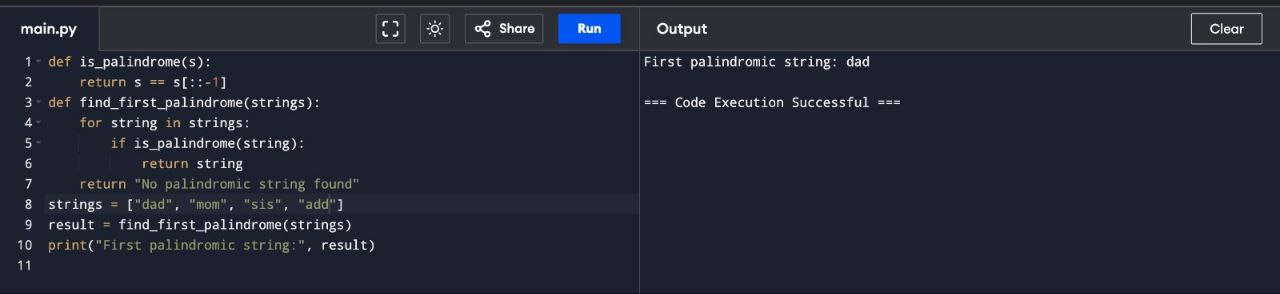 main.py Share Run Output Clear
1 def is_palindrome(s):
2     return s == s[::-1]
3 def find_first_palindrome(strings):
4     for string in strings:
5         if is_palindrome(string):
6             return string
7     return "No palindromic string found"
8 strings = ["dad", "mom", "sis", "add"]
9 result = find_first_palindrome(strings)
10 print("First palindromic string:", result)
11
First palindromic string: dad
=== Code Execution Successful ===